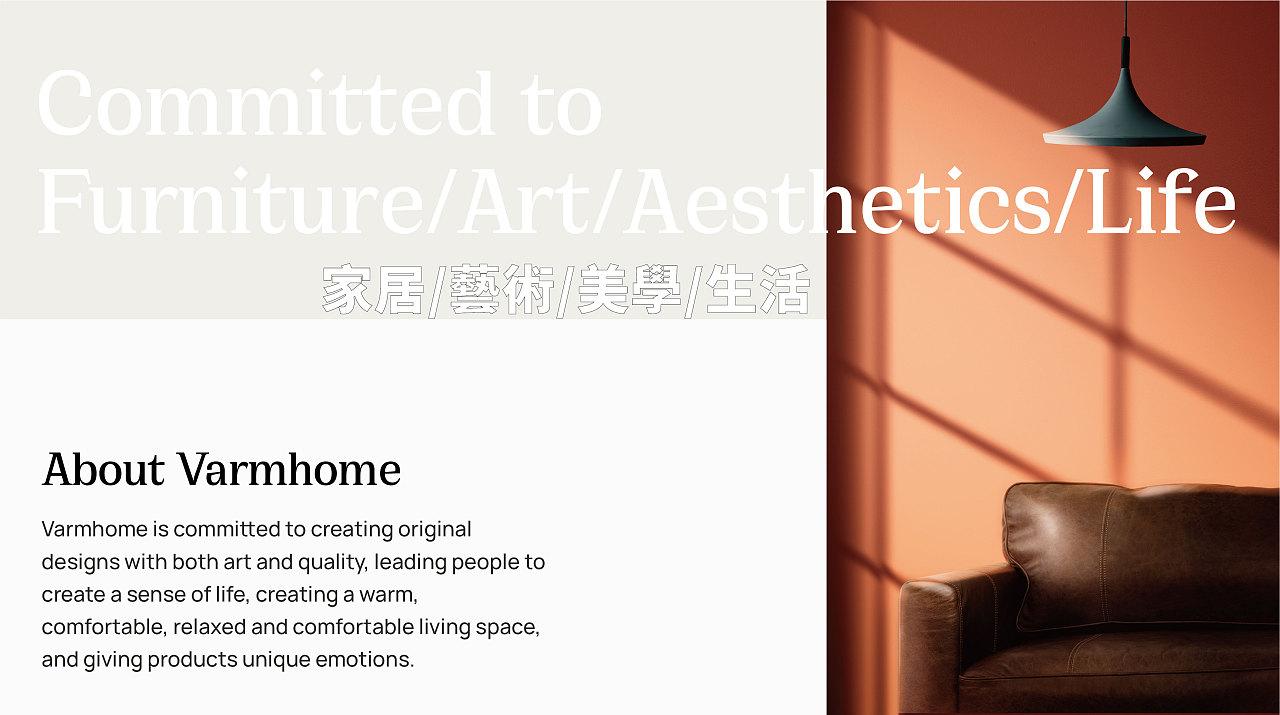 Committed to
Furniture/Art/Aesthetics/Life
家居/藝術/美學/生活
About Varmhome
Varmhome is committed to creating original
designs with both art and quality, leading people to
create a sense of life, creating a warm,
comfortable, relaxed and comfortable living space,
and giving products unique emotions.